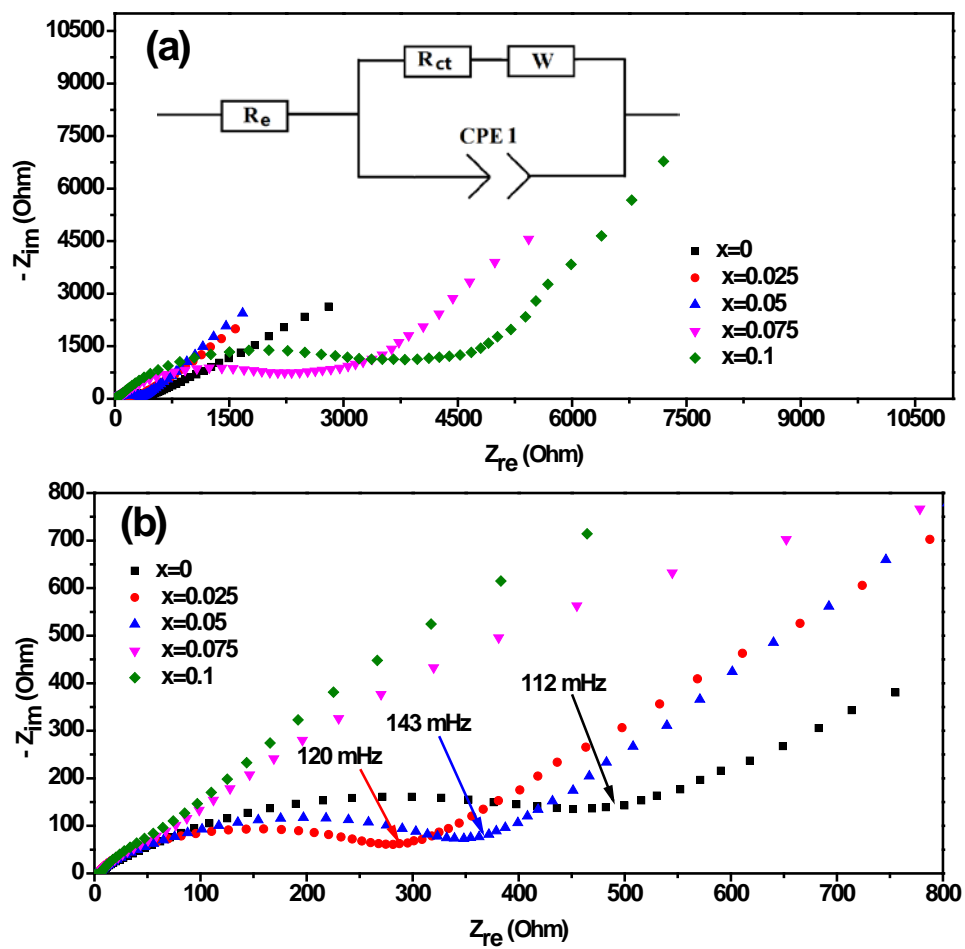 (a)
10500
9000
7500
6000
4500
3000
1500
0
- Z_im (Ohm)
R_e
R_ct
W
CPE 1
x=0
x=0.025
x=0.05
x=0.075
x=0.1
0 1500 3000 4500 6000 7500 9000 10500
Z_re (Ohm)
(b)
800
700
600
500
400
300
200
100
0
- Z_im (Ohm)
x=0
x=0.025
x=0.05
x=0.075
x=0.1
112 mHz
143 mHz
120 mHz
0 100 200 300 400 500 600 700 800
Z_re (Ohm)